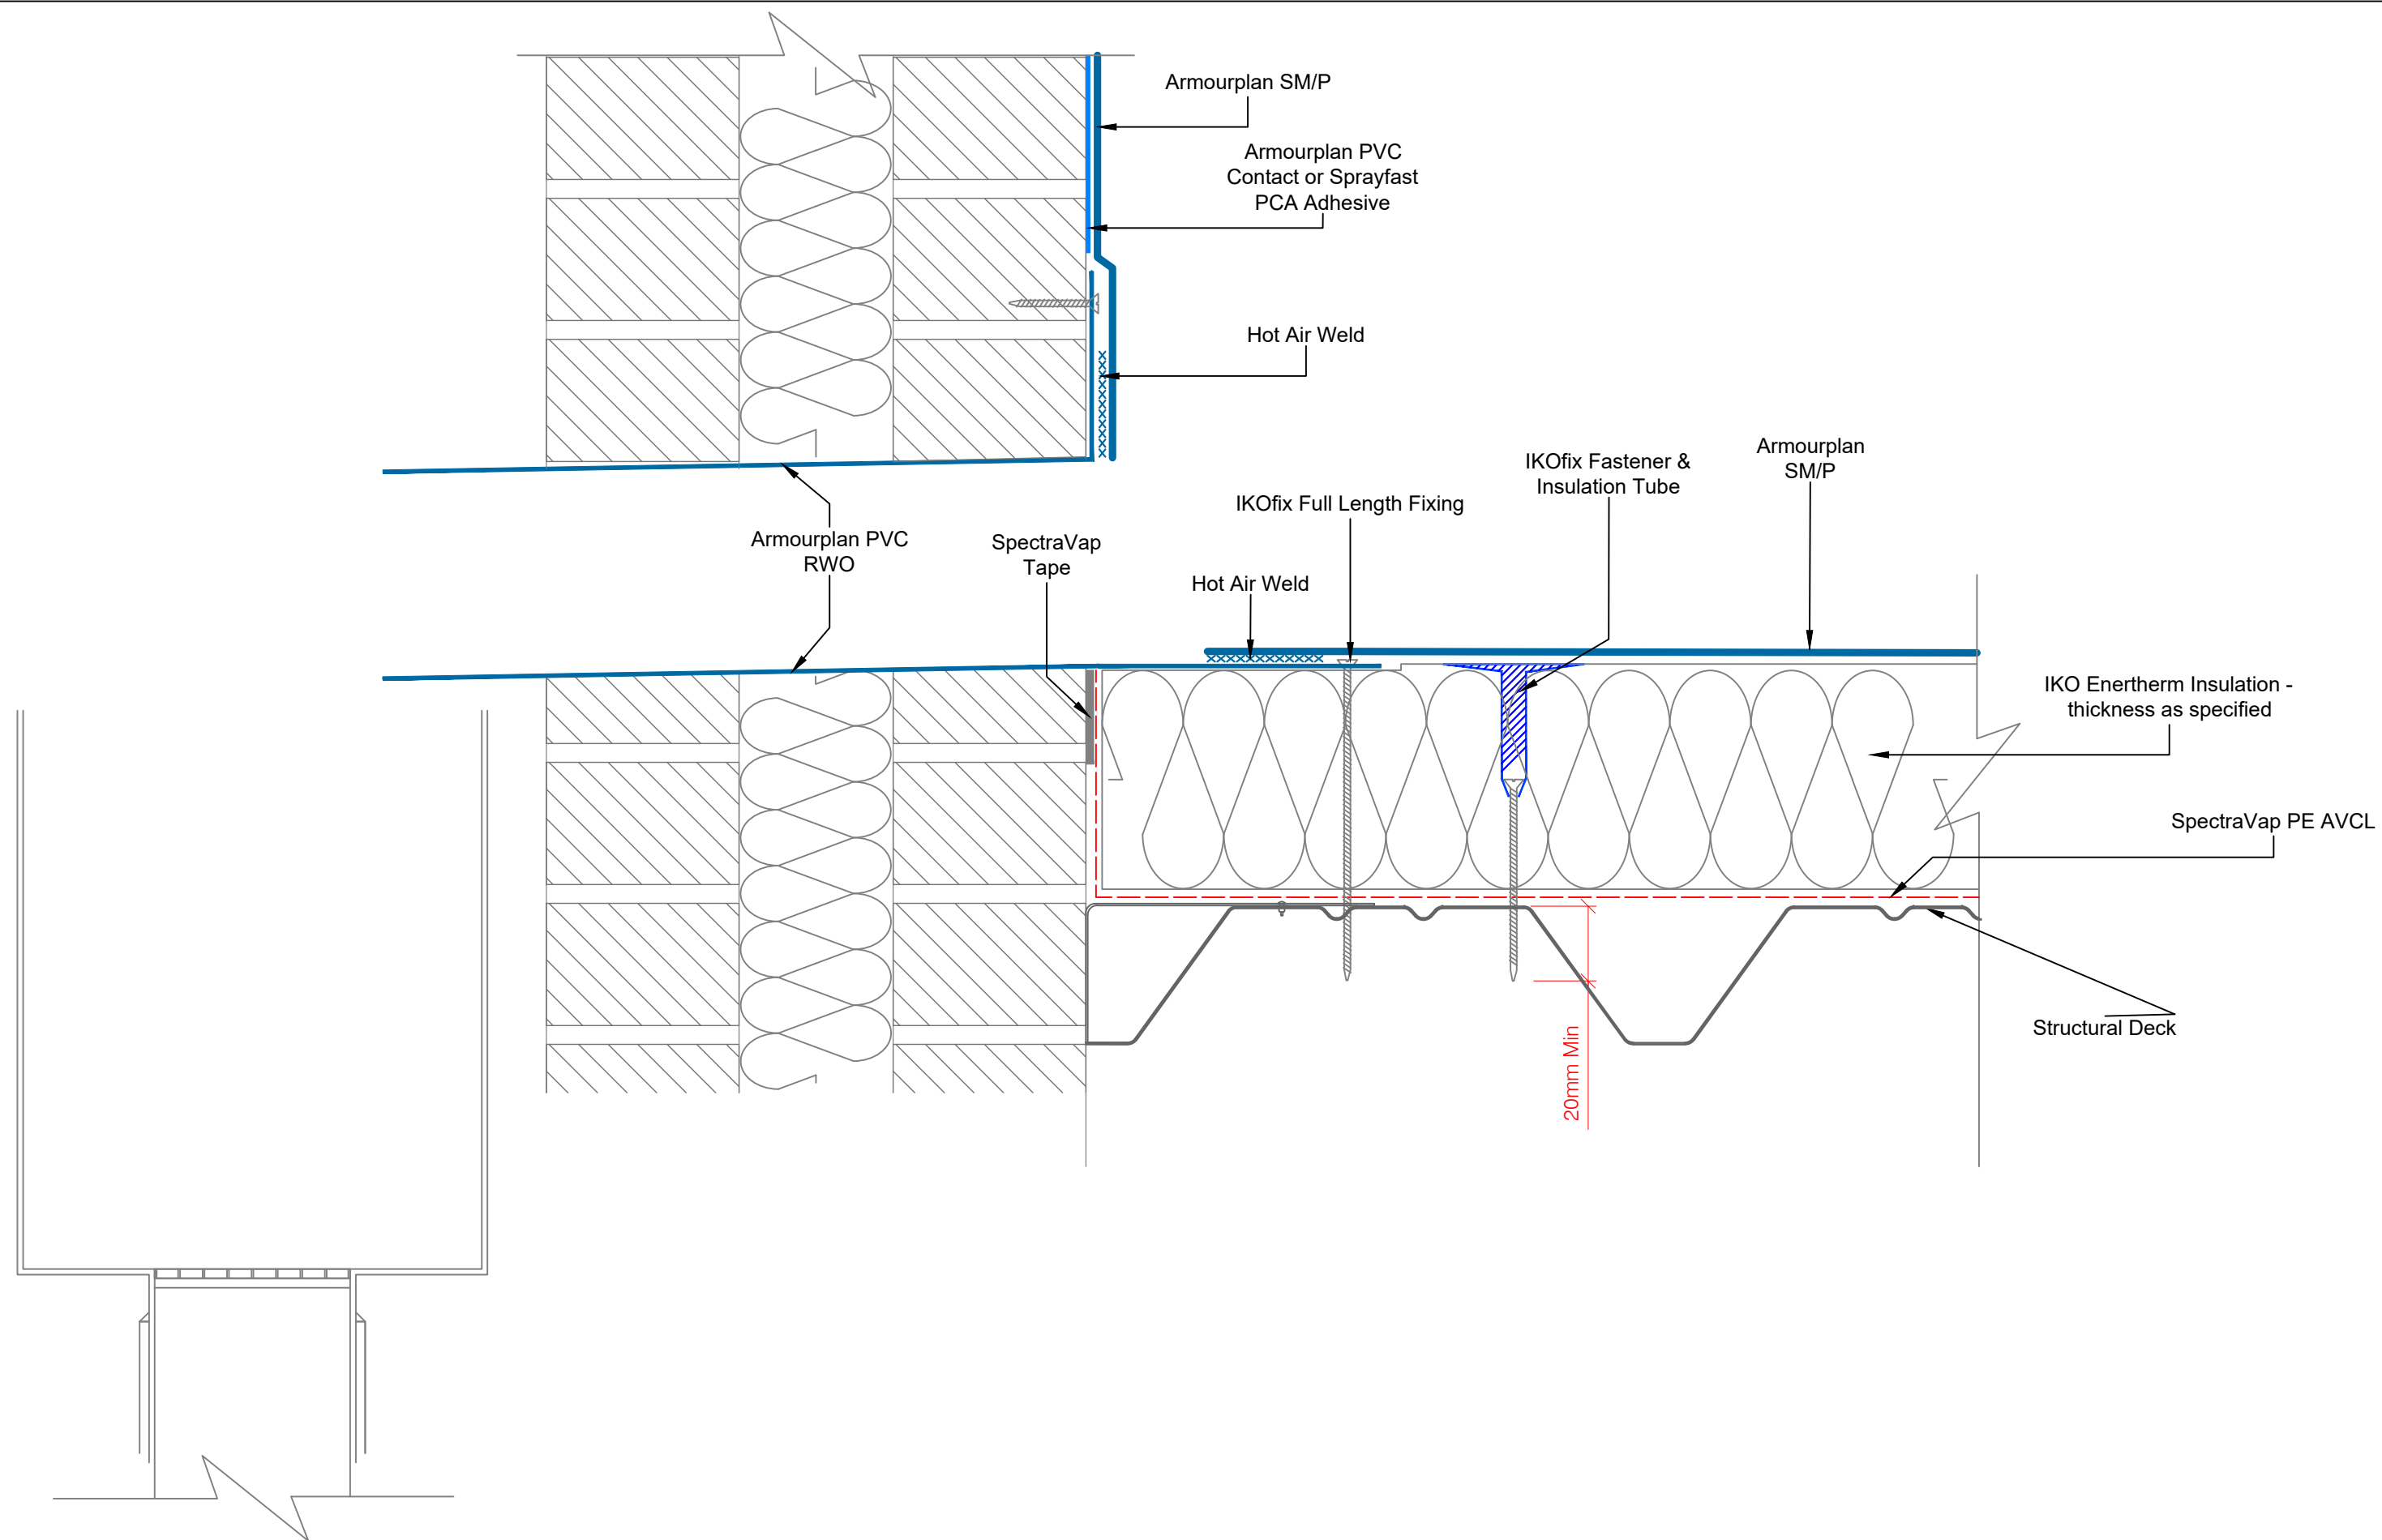 Armourplan SM/P
Armourplan PVC
Contact or Sprayfast
PCA Adhesive
Hot Air Weld
Armourplan
SM/P
IKOfix Fastener &
Insulation Tube
IKOfix Full Length Fixing
Armourplan PVC
RWO
SpectraVap
Tape
Hot Air Weld
IKO Enertherm Insulation -
thickness as specified
SpectraVap PE AVCL
Structural Deck
20mm Min